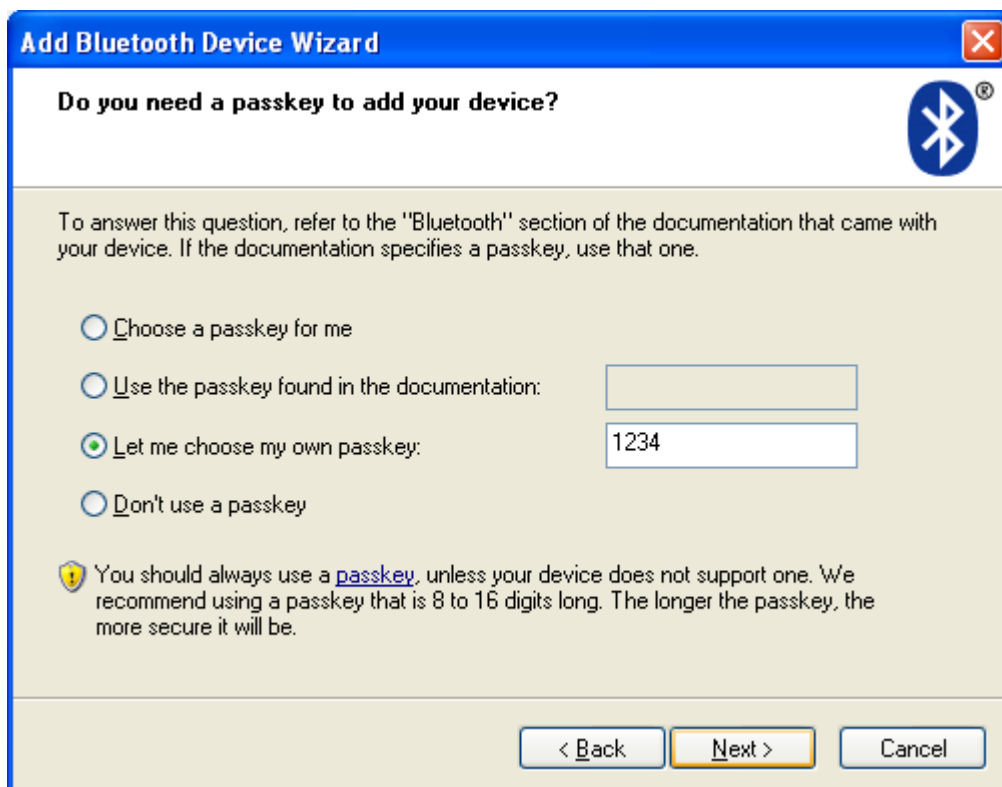 Add Bluetooth Device Wizard
Do you need a passkey to add your device?
®
To answer this question, refer to the "Bluetooth" section of the documentation that came with
your device. If the documentation specifies a passkey, use that one.
Choose a passkey for me
Use the passkey found in the documentation:
Let me choose my own passkey: 1234
Don't use a passkey
You should always use a passkey, unless your device does not support one. We
recommend using a passkey that is 8 to 16 digits long. The longer the passkey, the
more secure it will be.
< Back Next > Cancel